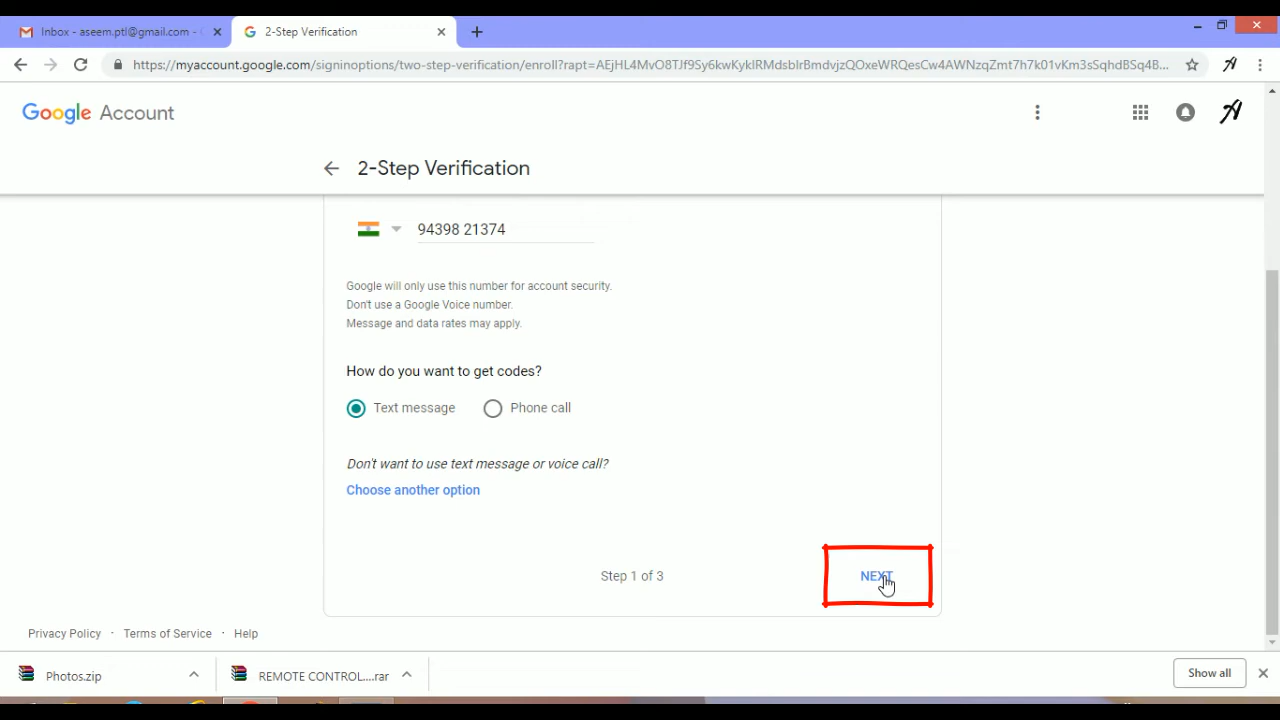 Inbox - aseem.ptl@gmail.com -
2-Step Verification
https://myaccount.google.com/signinoptions/two-step-verification/enroll?rapt=AEjHL4MvO8TJf9Sy6kwKyklRMdsblrBmdvjzQOxeWRQesCw4AWNzqZmt7h7k01vKm3sSqhdBSq4B...
Google Account
2-Step Verification
94398 21374
Google will only use this number for account security.
Don't use a Google Voice number.
Message and data rates may apply.
How do you want to get codes?
Text message Phone call
Don't want to use text message or voice call?
Choose another option
Step 1 of 3 NEXT
Privacy Policy · Terms of Service · Help
Photos.zip REMOTE CONTROL....rar Show all